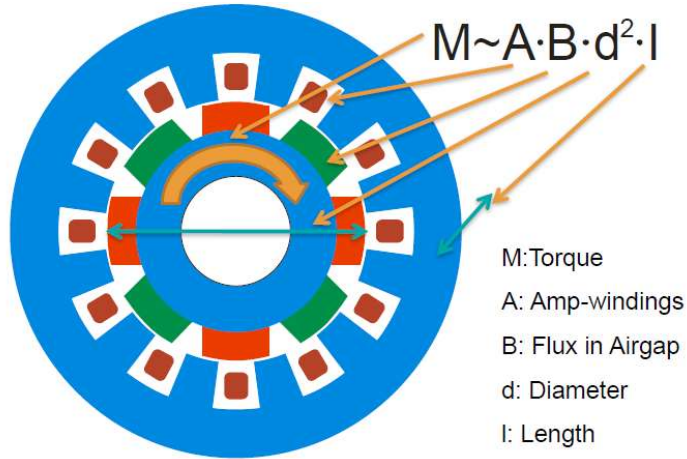 M~A·B·d²·l
M:Torque
A: Amp-windings
B: Flux in Airgap
d: Diameter
l: Length